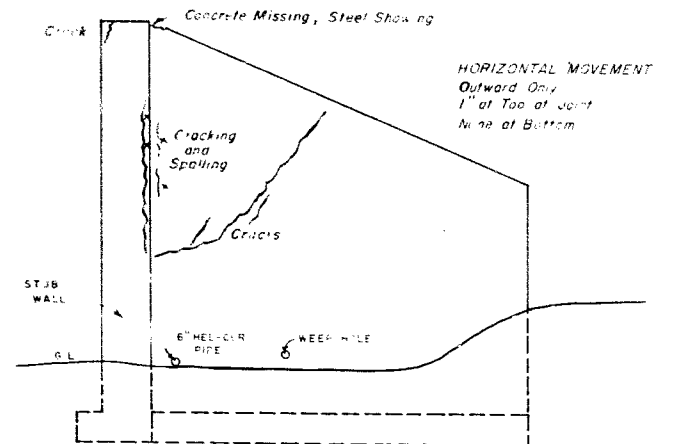 Concrete Missing, Steel Showing
Crack
HORIZONTAL MOVEMENT
Outward Only
1" at Top at Joint
None at Bottom
Cracking
and
Spalling
Cracks
STUB
WALL
6" HEL-COR
PIPE
WEEP HOLE
G.L.